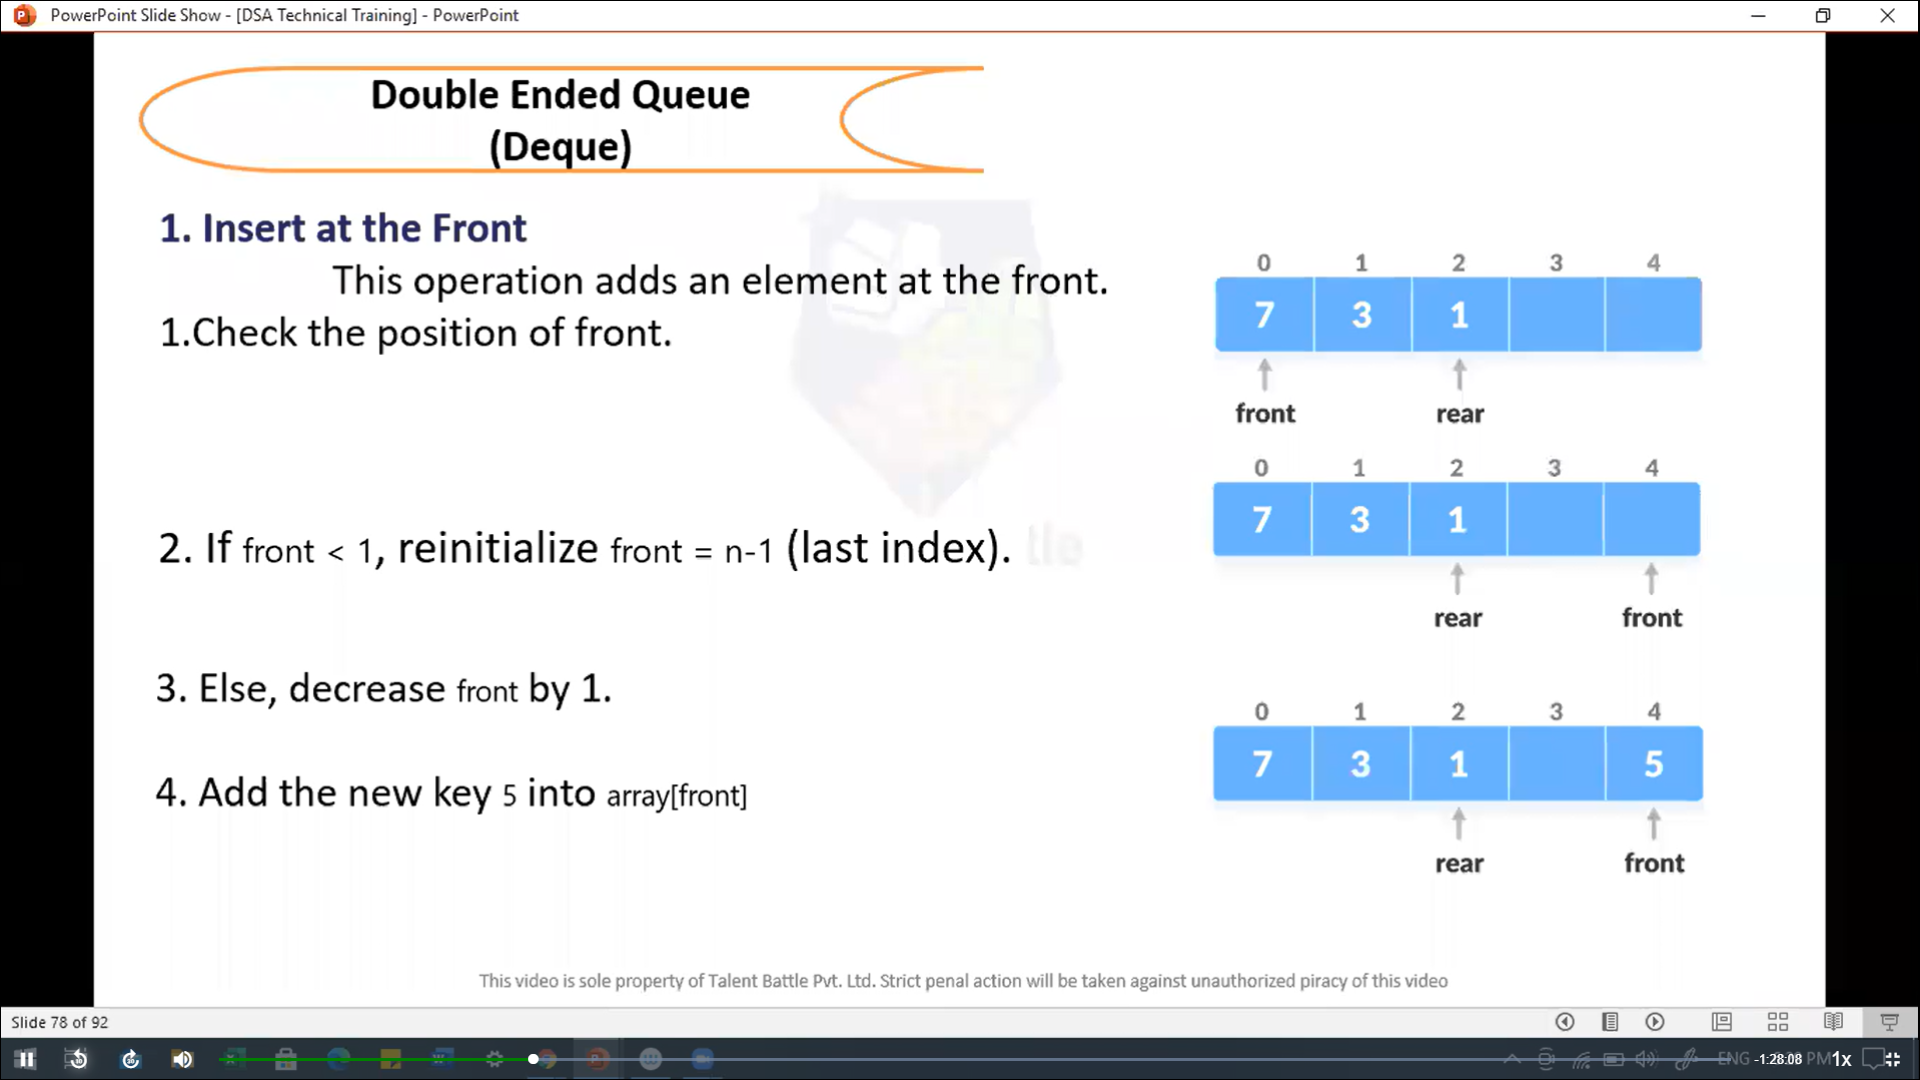 PowerPoint Slide Show - [DSA Technical Training] - PowerPoint
Double Ended Queue
(Deque)
1. Insert at the Front
This operation adds an element at the front.
1.Check the position of front.
2. If front < 1, reinitialize front = n-1 (last index).
3. Else, decrease front by 1.
4. Add the new key 5 into array[front]
0 1 2 3 4
7 3 1
front rear
0 1 2 3 4
7 3 1
rear front
0 1 2 3 4
7 3 1 5
rear front
This video is sole property of Talent Battle Pvt. Ltd. Strict penal action will be taken against unauthorized piracy of this video
Slide 78 of 92
ENG -1:28:08 PM 1x